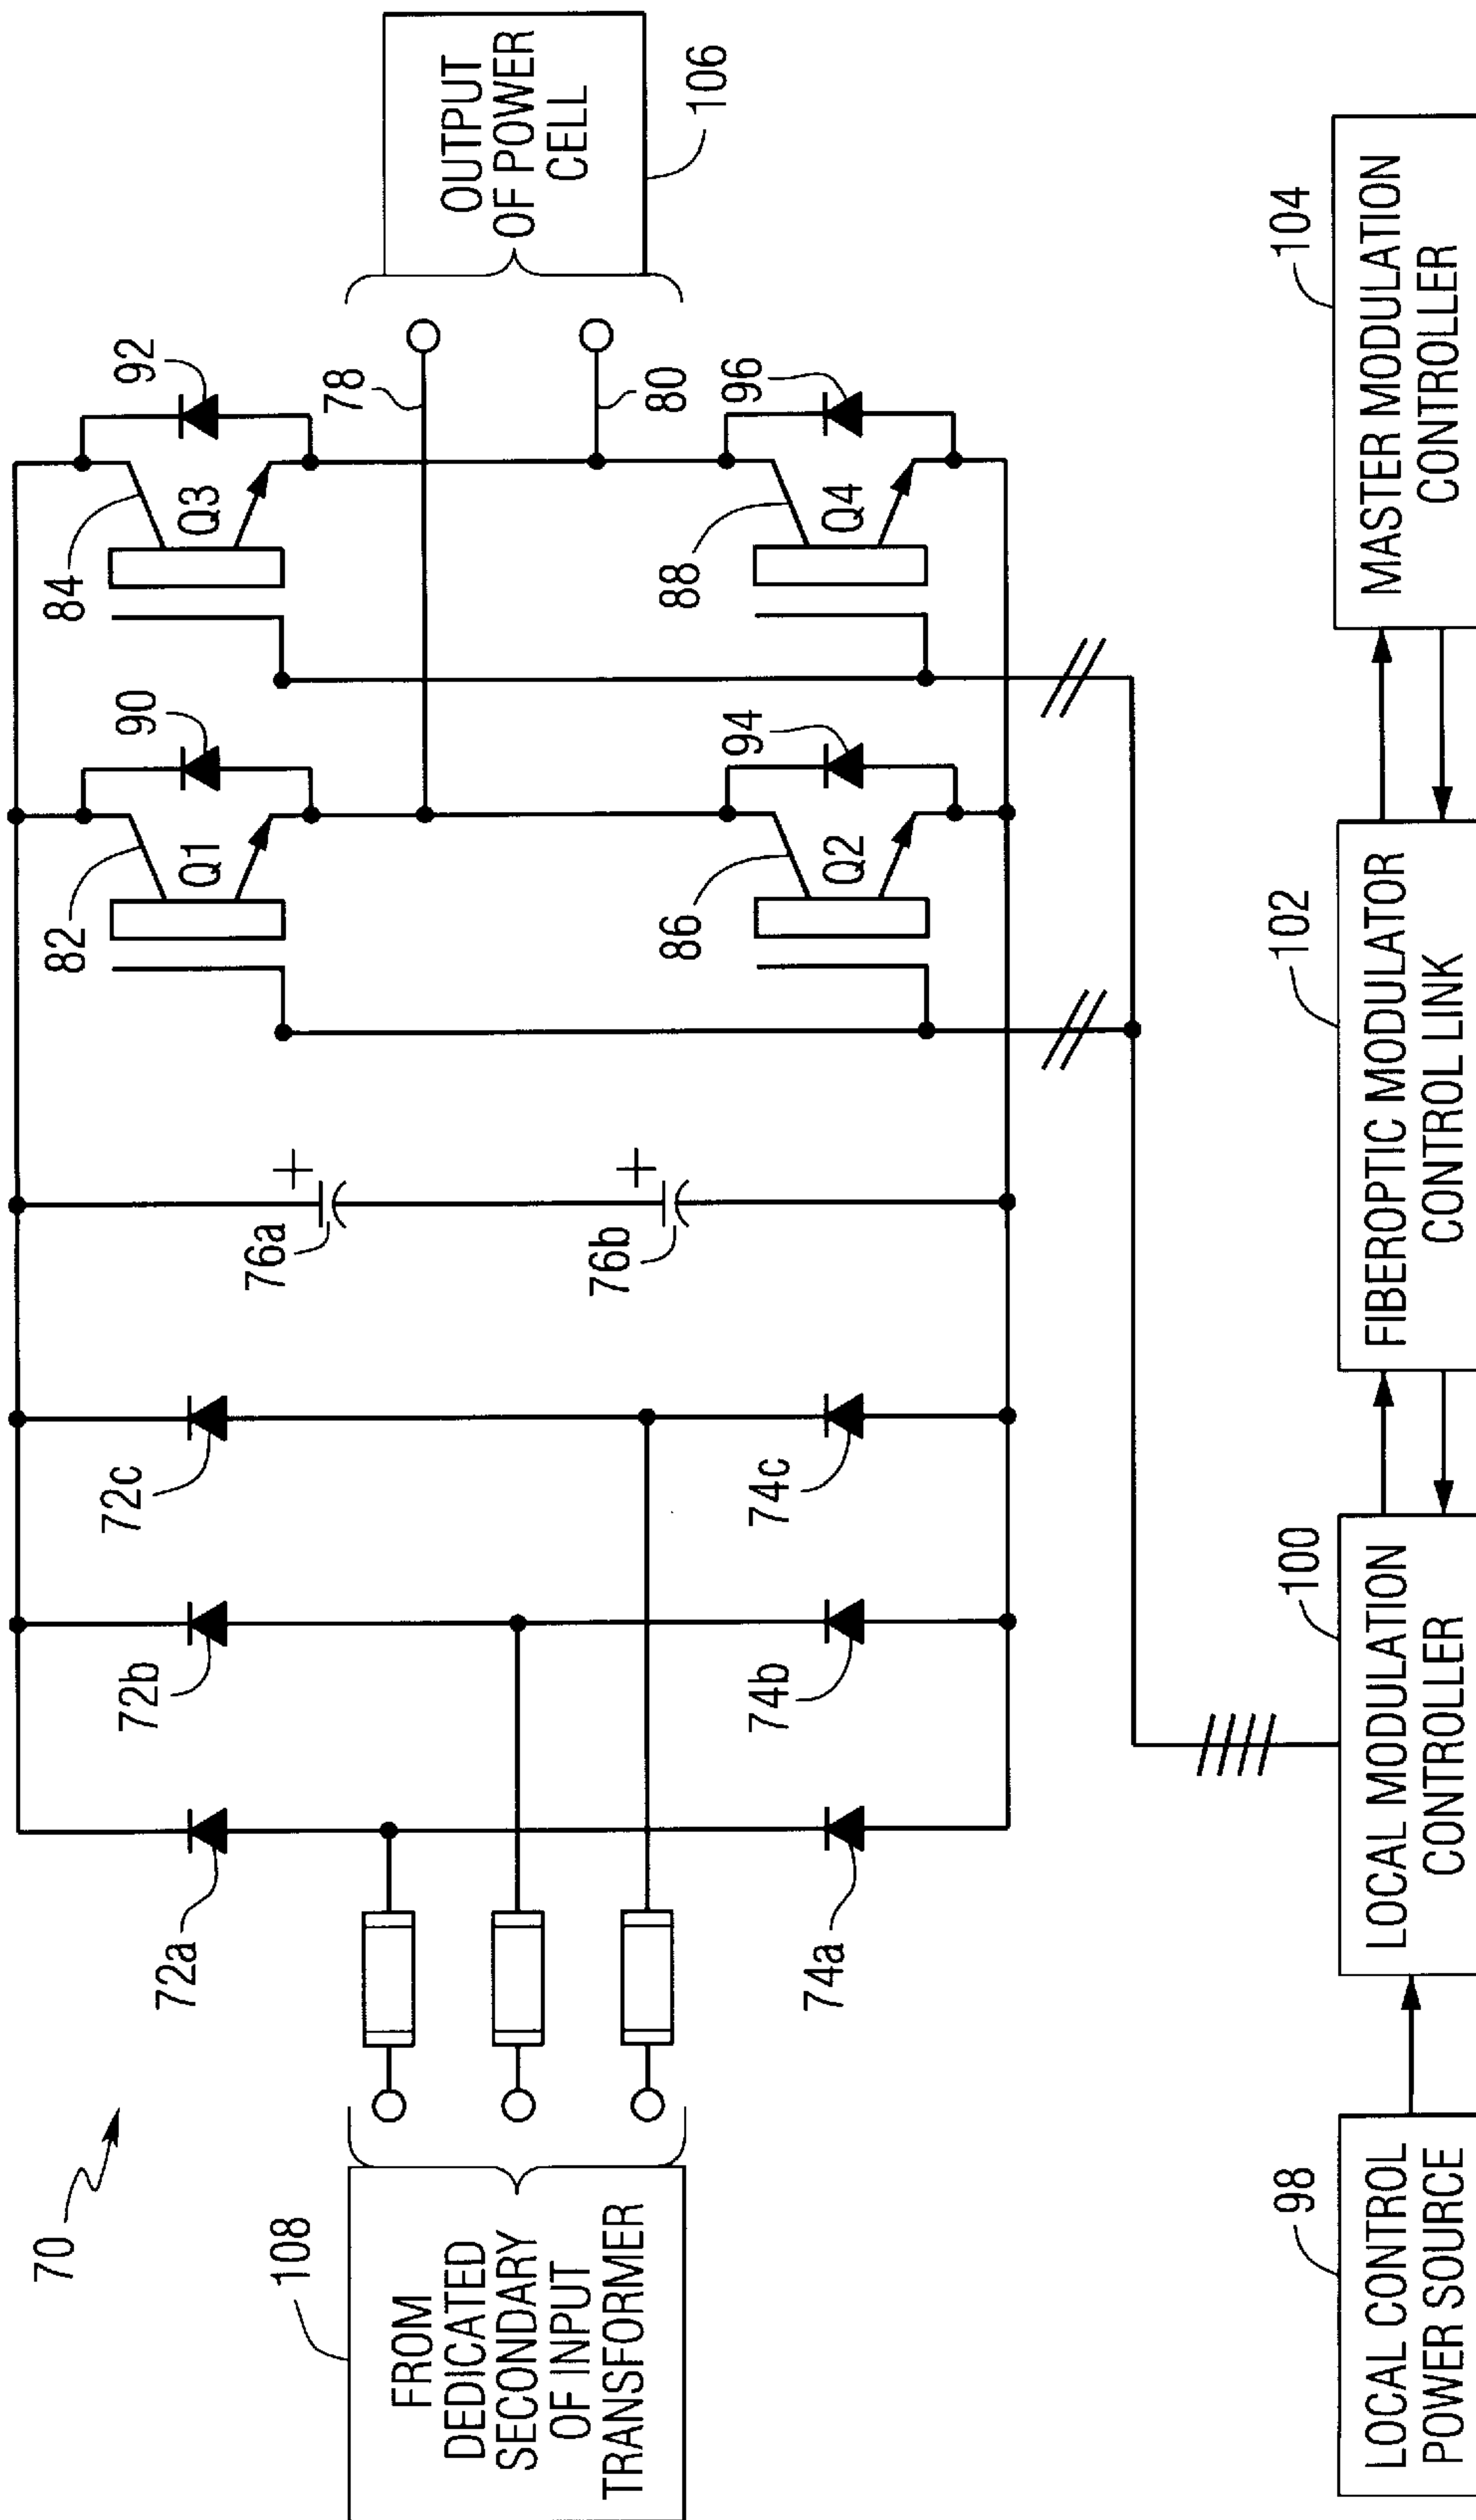 70
108
FROM
DEDICATED
SECONDARY
OF INPUT
TRANSFORMER
72a
72b
72c
74a
74b
74c
76a
+
76b
+
82
Q1
90
84
Q3
92
86
Q2
94
88
Q4
96
78
80
OUTPUT
OF POWER
CELL
106
98
LOCAL CONTROL
POWER SOURCE
100
LOCAL MODULATION
CONTROLLER
102
FIBEROPTIC MODULATOR
CONTROL LINK
104
MASTER MODULATION
CONTROLLER